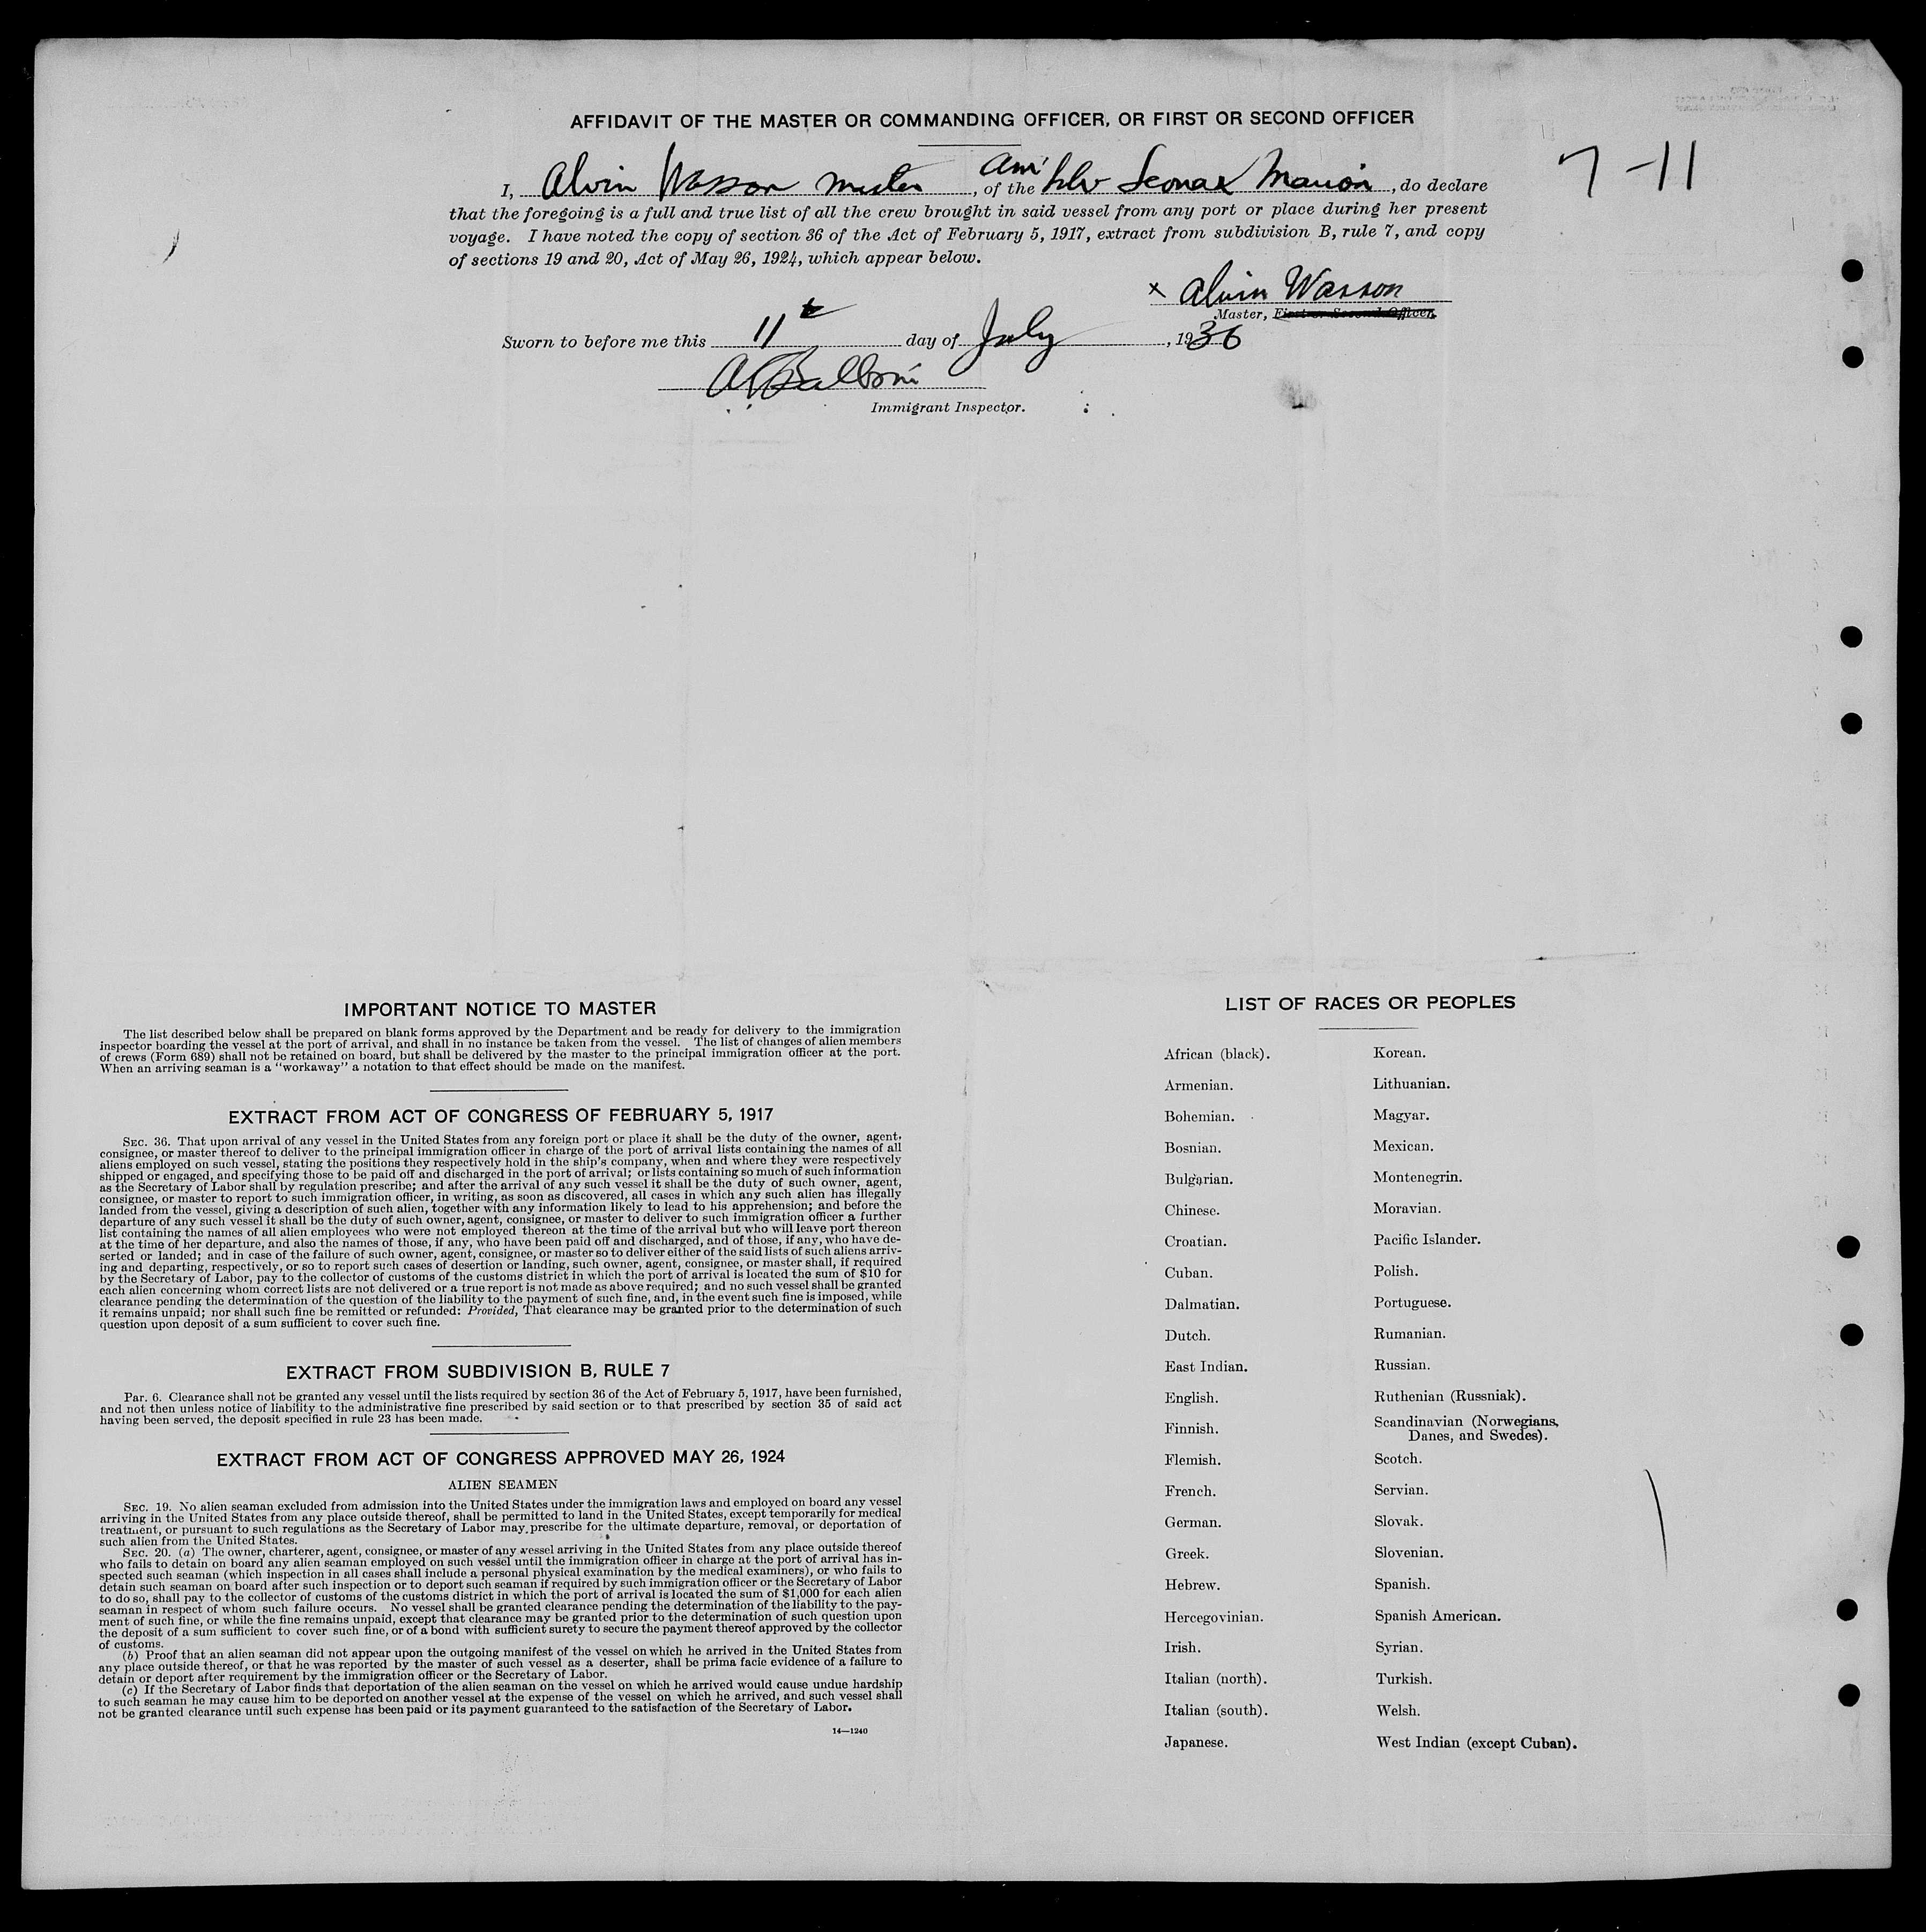 AFFIDAVIT OF THE MASTER OR COMMANDING OFFICER, OR FIRST OR SECOND OFFICER
7-11
I, Alvin Wasson master, of the Am Leona & Marion, do declare
that the foregoing is a full and true list of all the crew brought in said vessel from any port or place during her present
voyage. I have noted the copy of section 36 of the Act of February 5, 1917, extract from subdivision B, rule 7, and copy
of sections 19 and 20, Act of May 26, 1924, which appear below.
x Alvin Wasson
Master, First or Second Officer.
Sworn to before me this 11th day of July, 1936
Immigrant Inspector.
IMPORTANT NOTICE TO MASTER
The list described below shall be prepared on blank forms approved by the Department and be ready for delivery to the immigration
inspector boarding the vessel at the port of arrival, and shall in no instance be taken from the vessel. The list of changes of alien members
of crews (Form 689) shall not be retained on board, but shall be delivered by the master to the principal immigration officer at the port.
When an arriving seaman is a "workaway" a notation to that effect should be made on the manifest.
EXTRACT FROM ACT OF CONGRESS OF FEBRUARY 5, 1917
SEC. 36. That upon arrival of any vessel in the United States from any foreign port or place it shall be the duty of the owner, agent,
consignee, or master thereof to deliver to the principal immigration officer in charge of the port of arrival lists containing the names of all
aliens employed on such vessel, stating the positions they respectively hold in the ship's company, when and where they were respectively
shipped or engaged, and specifying those to be paid off and discharged in the port of arrival; or lists containing so much of such information
as the Secretary of Labor shall by regulation prescribe; and after the arrival of any such vessel it shall be the duty of such owner, agent,
consignee, or master to report to such immigration officer, in writing, as soon as discovered, all cases in which any such alien has illegally
landed from the vessel, giving a description of such alien, together with any information likely to lead to his apprehension; and before the
departure of any such vessel it shall be the duty of such owner, agent, consignee, or master to deliver to such immigration officer a further
list containing the names of all alien employees who were not employed thereon at the time of the arrival but who will leave port thereon
at the time of her departure, and also the names of those, if any, who have been paid off and discharged, and of those, if any, who have de-
serted or landed; and in case of the failure of such owner, agent, consignee, or master so to deliver either of the said lists of such aliens arriv-
ing and departing, respectively, or so to report such cases of desertion or landing, such owner, agent, consignee, or master shall, if required
by the Secretary of Labor, pay to the collector of customs of the customs district in which the port of arrival is located the sum of $10 for
each alien concerning whom correct lists are not delivered or a true report is not made as above required; and no such vessel shall be granted
clearance pending the determination of the question of the liability to the payment of such fine, and, in the event such fine is imposed, while
it remains unpaid; nor shall such fine be remitted or refunded: Provided, That clearance may be granted prior to the determination of such
question upon deposit of a sum sufficient to cover such fine.
EXTRACT FROM SUBDIVISION B, RULE 7
Par. 6. Clearance shall not be granted any vessel until the lists required by section 36 of the Act of February 5, 1917, have been furnished,
and not then unless notice of liability to the administrative fine prescribed by said section or to that prescribed by section 35 of said act
having been served, the deposit specified in rule 23 has been made.
EXTRACT FROM ACT OF CONGRESS APPROVED MAY 26, 1924
ALIEN SEAMEN
SEC. 19. No alien seaman excluded from admission into the United States under the immigration laws and employed on board any vessel
arriving in the United States from any place outside thereof, shall be permitted to land in the United States, except temporarily for medical
treatment, or pursuant to such regulations as the Secretary of Labor may prescribe for the ultimate departure, removal, or deportation of
such alien from the United States.
SEC. 20. (a) The owner, charterer, agent, consignee, or master of any vessel arriving in the United States from any place outside thereof
who fails to detain on board any alien seaman employed on such vessel until the immigration officer in charge at the port of arrival has in-
spected such seaman (which inspection in all cases shall include a personal physical examination by the medical examiners), or who fails to
detain such seaman on board after such inspection or to deport such seaman if required by such immigration officer or the Secretary of Labor
to do so, shall pay to the collector of customs of the customs district in which the port of arrival is located the sum of $1,000 for each alien
seaman in respect of whom such failure occurs. No vessel shall be granted clearance pending the determination of the liability to the pay-
ment of such fine, or while the fine remains unpaid, except that clearance may be granted prior to the determination of such question upon
the deposit of a sum sufficient to cover such fine, or of a bond with sufficient surety to secure the payment thereof approved by the collector
of customs.
(b) Proof that an alien seaman did not appear upon the outgoing manifest of the vessel on which he arrived in the United States from
any place outside thereof, or that he was reported by the master of such vessel as a deserter, shall be prima facie evidence of a failure to
detain or deport after requirement by the immigration officer or the Secretary of Labor.
(c) If the Secretary of Labor finds that deportation of the alien seaman on the vessel on which he arrived would cause undue hardship
to such seaman he may cause him to be deported on another vessel at the expense of the vessel on which he arrived, and such vessel shall
not be granted clearance until such expense has been paid or its payment guaranteed to the satisfaction of the Secretary of Labor.
14—1240
LIST OF RACES OR PEOPLES
African (black).
Armenian.
Bohemian.
Bosnian.
Bulgarian.
Chinese.
Croatian.
Cuban.
Dalmatian.
Dutch.
East Indian.
English.
Finnish.
Flemish.
French.
German.
Greek.
Hebrew.
Hercegovinian.
Irish.
Italian (north).
Italian (south).
Japanese.
Korean.
Lithuanian.
Magyar.
Mexican.
Montenegrin.
Moravian.
Pacific Islander.
Polish.
Portuguese.
Rumanian.
Russian.
Ruthenian (Russniak).
Scandinavian (Norwegians,
Danes, and Swedes).
Scotch.
Servian.
Slovak.
Slovenian.
Spanish.
Spanish American.
Syrian.
Turkish.
Welsh.
West Indian (except Cuban).